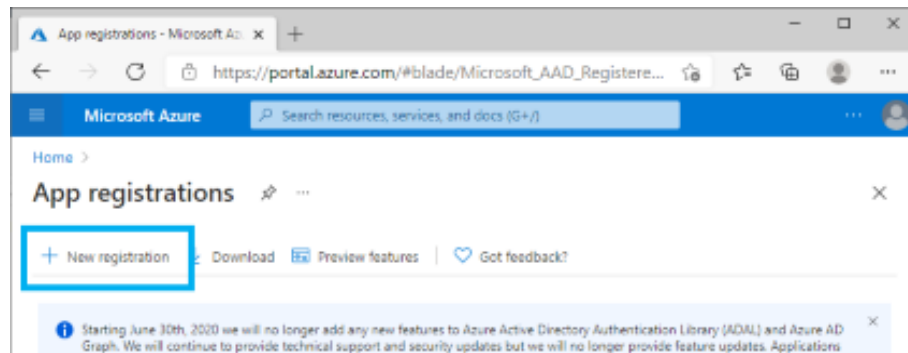 App registrations - Microsoft Az
https://portal.azure.com/#blade/Microsoft_AAD_Registere...
Microsoft Azure
Search resources, services, and docs (G+/)
Home >
App registrations
+ New registration Download Preview features Got feedback?
Starting June 30th, 2020 we will no longer add any new features to Azure Active Directory Authentication Library (ADAL) and Azure AD
Graph. We will continue to provide technical support and security updates but we will no longer provide feature updates. Applications